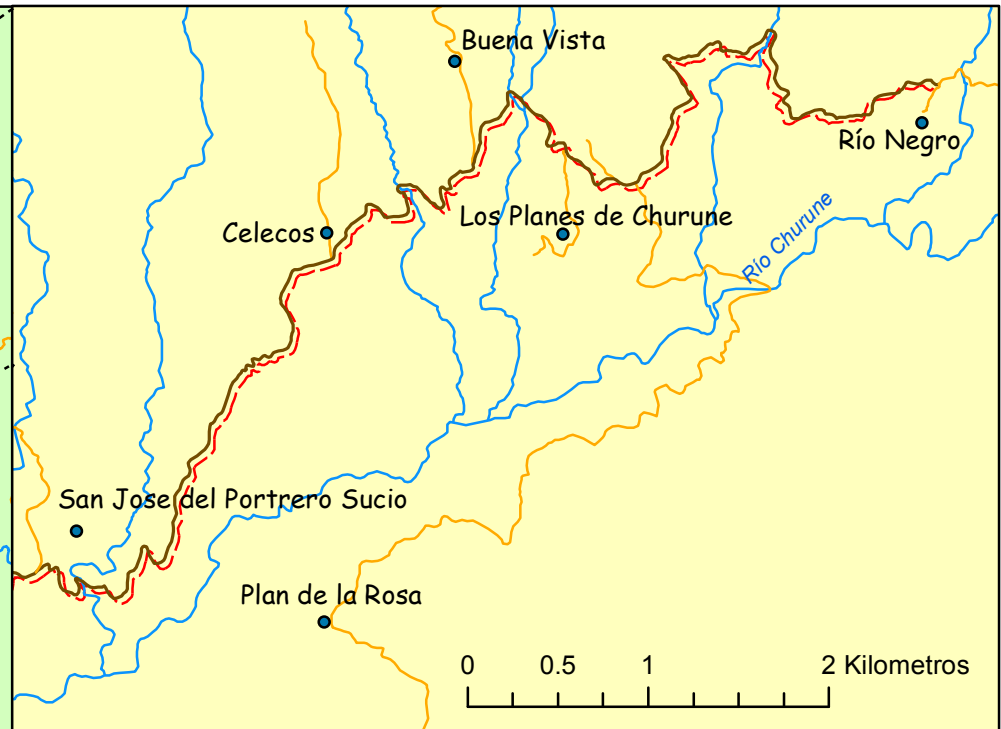 Buena Vista
Río Negro
Los Planes de Churune
Celecos
Río Churune
San Jose del Portrero Sucio
Plan de la Rosa
0 0.5 1 2 Kilometros